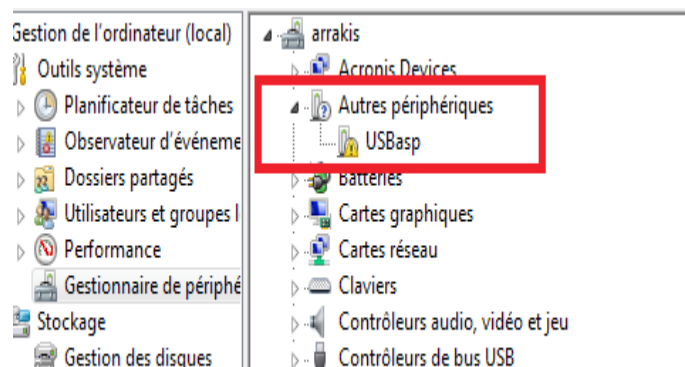 Gestion de l'ordinateur (local)
Outils système
Planificateur de tâches
Observateur d'événeme
Dossiers partagés
Utilisateurs et groupes l
Performance
Gestionnaire de périphé
Stockage
Gestion des disques
arrakis
Acronis Devices
Autres périphériques
USBasp
Batteries
Cartes graphiques
Cartes réseau
Claviers
Contrôleurs audio, vidéo et jeu
Contrôleurs de bus USB